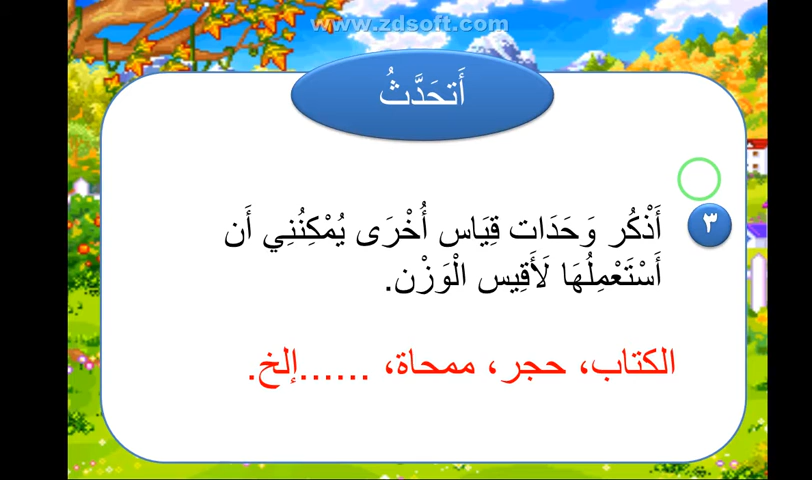 www.zdsoft.com
أَتحَدَّثُ
٣
أَذْكُر وَحَدَات قِيَاس أُخْرَى يُمْكِنُنِي أَن
أَسْتَعْمِلُهَا لَأَقِيس الْوَزْن.
الكتاب، حجر، ممحاة، ......إلخ.